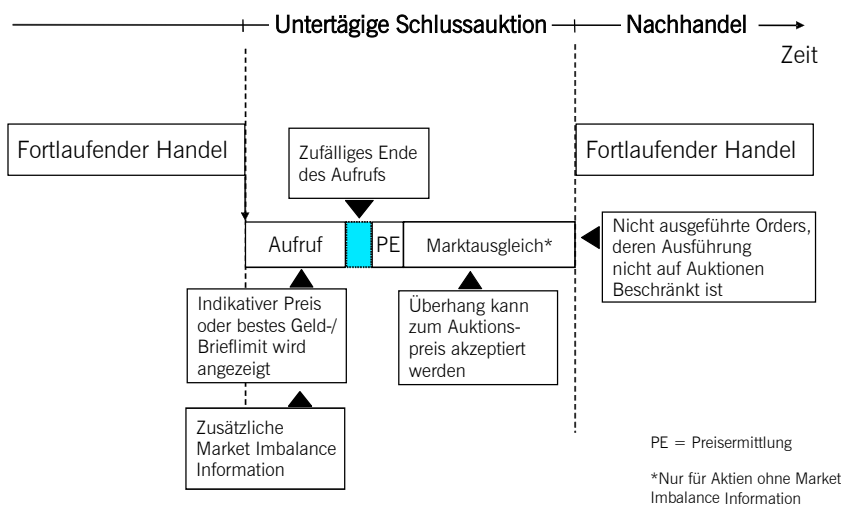 Untertägige Schlussauktion
Nachhandel
Zeit
Fortlaufender Handel
Zufälliges Ende
des Aufrufs
Fortlaufender Handel
Aufruf
PE
Marktausgleich*
Nicht ausgeführte Orders,
deren Ausführung
nicht auf Auktionen
Beschränkt ist
Indikativer Preis
oder bestes Geld-/
Brieflimit wird
angezeigt
Überhang kann
zum Auktions-
preis akzeptiert
werden
Zusätzliche
Market Imbalance
Information
PE = Preisermittlung
*Nur für Aktien ohne Market
Imbalance Information